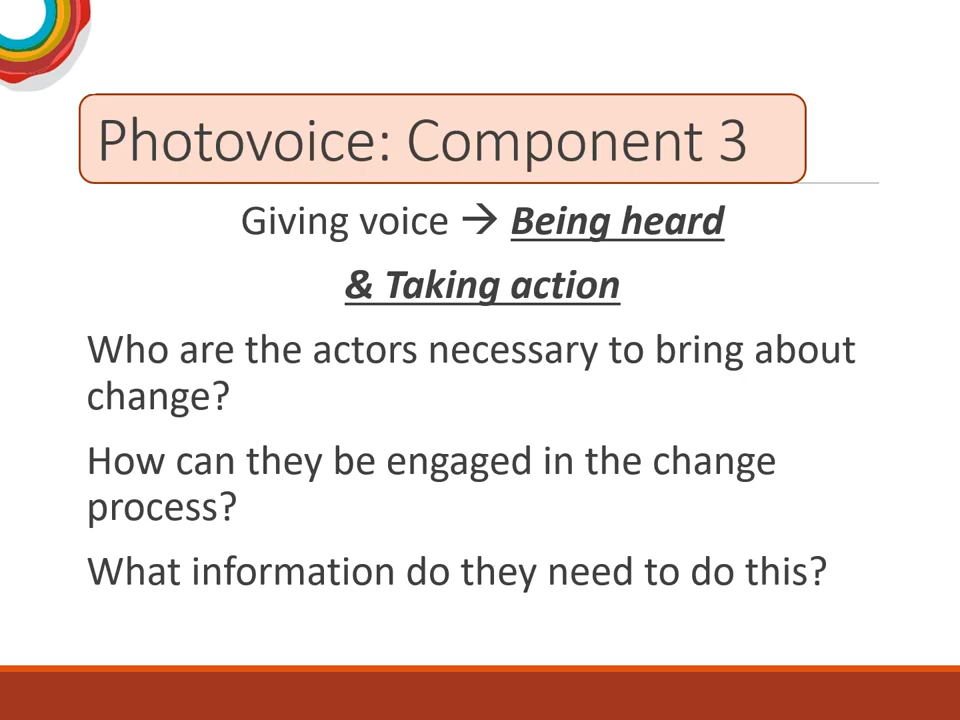 Photovoice: Component 3
Giving voice → Being heard
& Taking action
Who are the actors necessary to bring about
change?
How can they be engaged in the change
process?
What information do they need to do this?